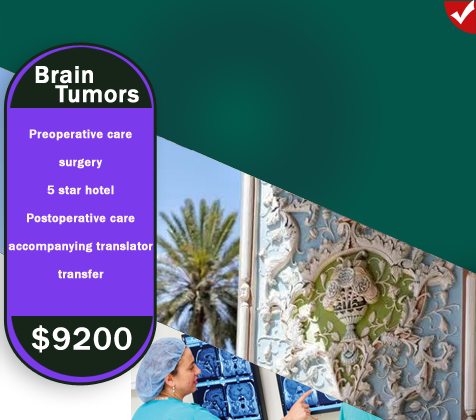 Brain
Tumors
Preoperative care
surgery
5 star hotel
Postoperative care
accompanying translator
transfer
$9200